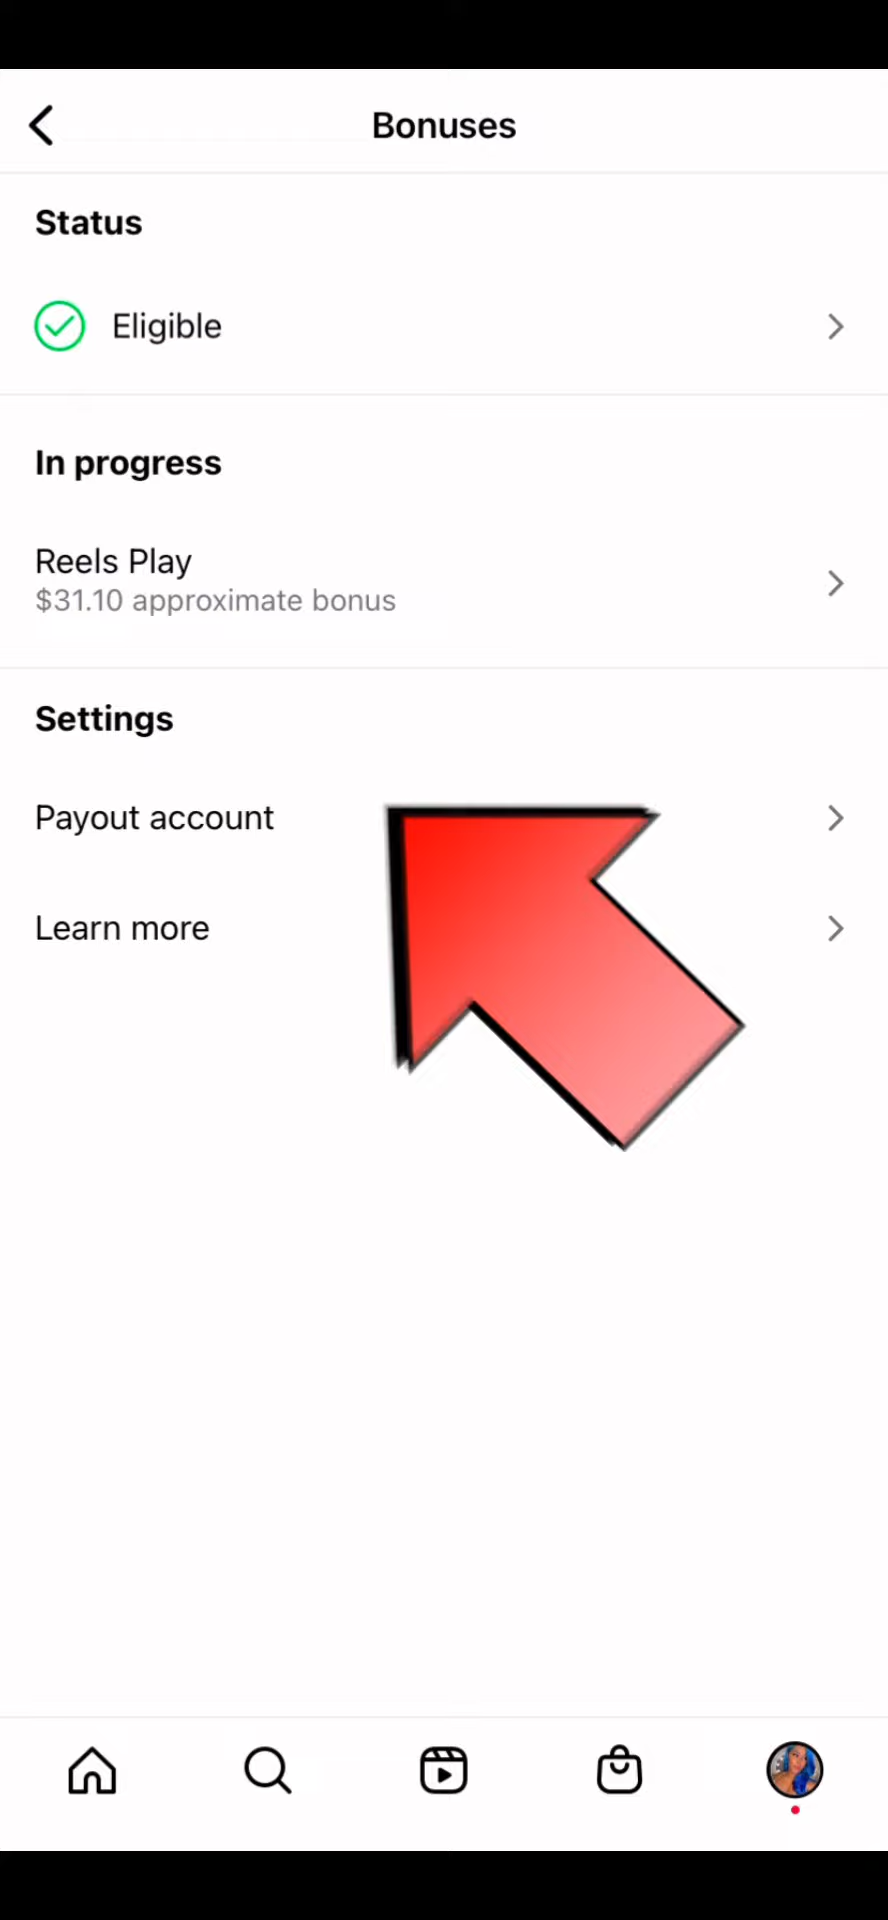 Bonuses
Status
Eligible
In progress
Reels Play
$31.10 approximate bonus
Settings
Payout account
Learn more